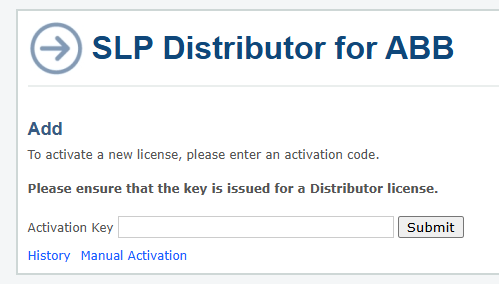 SLP Distributor for ABB
Add
To activate a new license, please enter an activation code.
Please ensure that the key is issued for a Distributor license.
Activation Key Submit
History Manual Activation